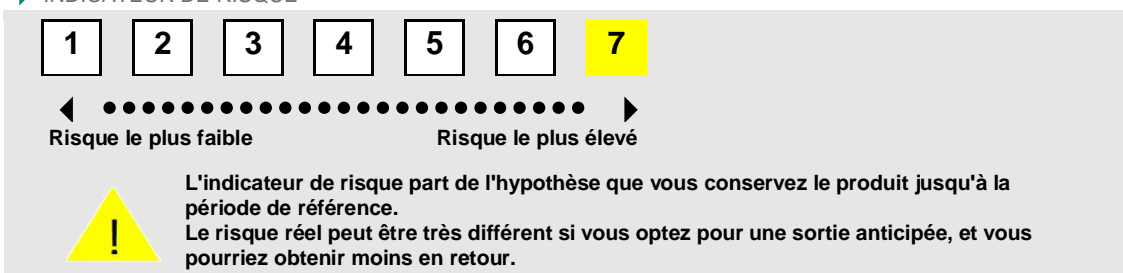 INDICATEUR DE RISQUE
1 2 3 4 5 6 7
Risque le plus faible Risque le plus élevé
L'indicateur de risque part de l'hypothèse que vous conservez le produit jusqu'à la
période de référence.
Le risque réel peut être très différent si vous optez pour une sortie anticipée, et vous
pourriez obtenir moins en retour.
!